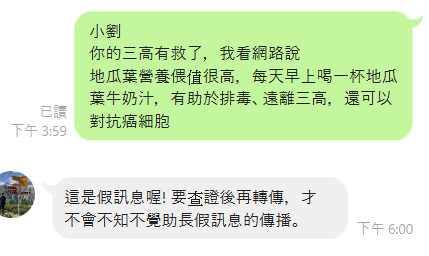 小劉
你的三高有救了，我看網路說
地瓜葉營養價值很高，每天早上喝一杯地瓜
葉牛奶汁，有助於排毒、遠離三高，還可以
對抗癌細胞
已讀
下午 3:59
這是假訊息喔! 要查證後再轉傳，才
不會不知不覺助長假訊息的傳播。
下午 6:00